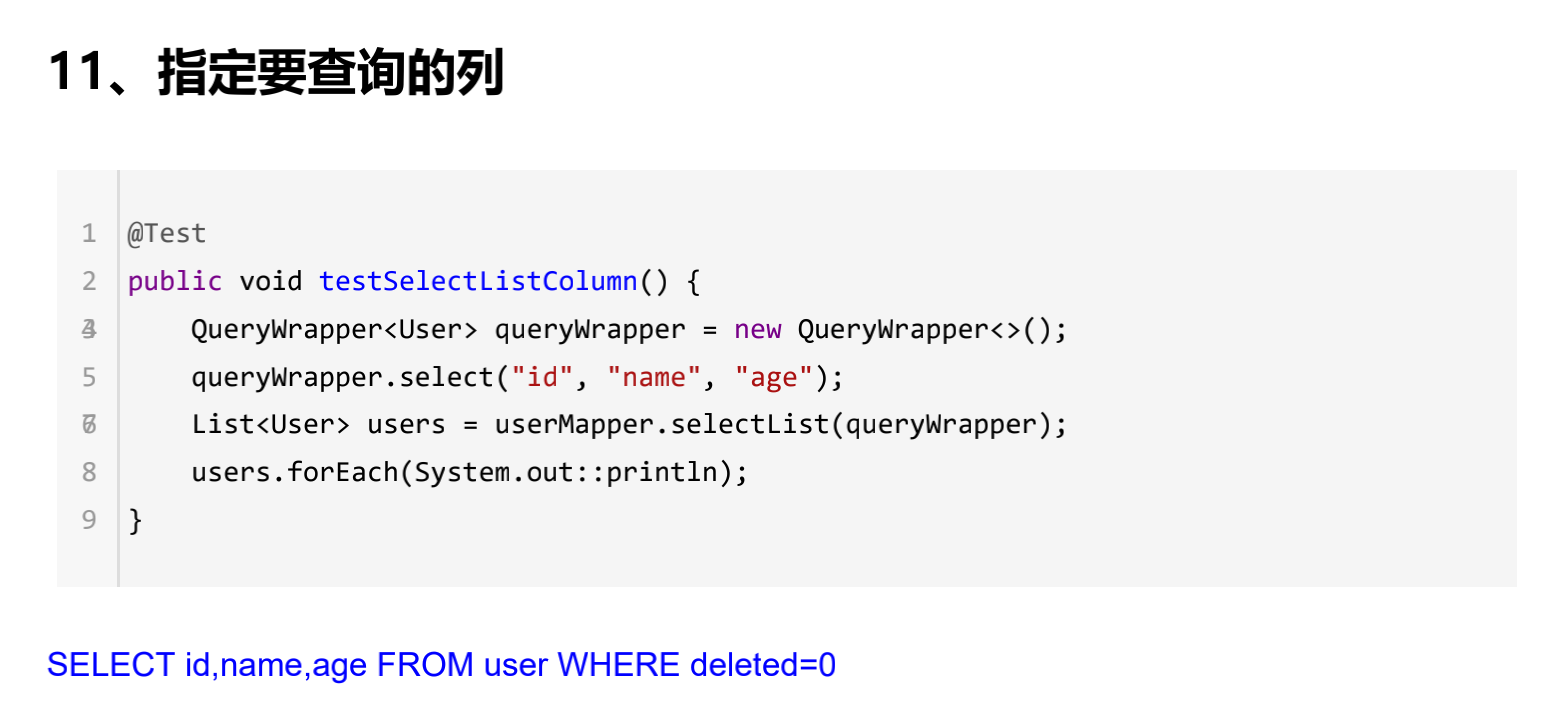 11、指定要查询的列
1 @Test
2 public void testSelectListColumn() {
QueryWrapper<User> queryWrapper = new QueryWrapper<>();
5 queryWrapper.select("id", "name", "age");
List<User> users = userMapper.selectList(queryWrapper);
8 users.forEach(System.out::println);
9 }
SELECT id,name,age FROM user WHERE deleted=0